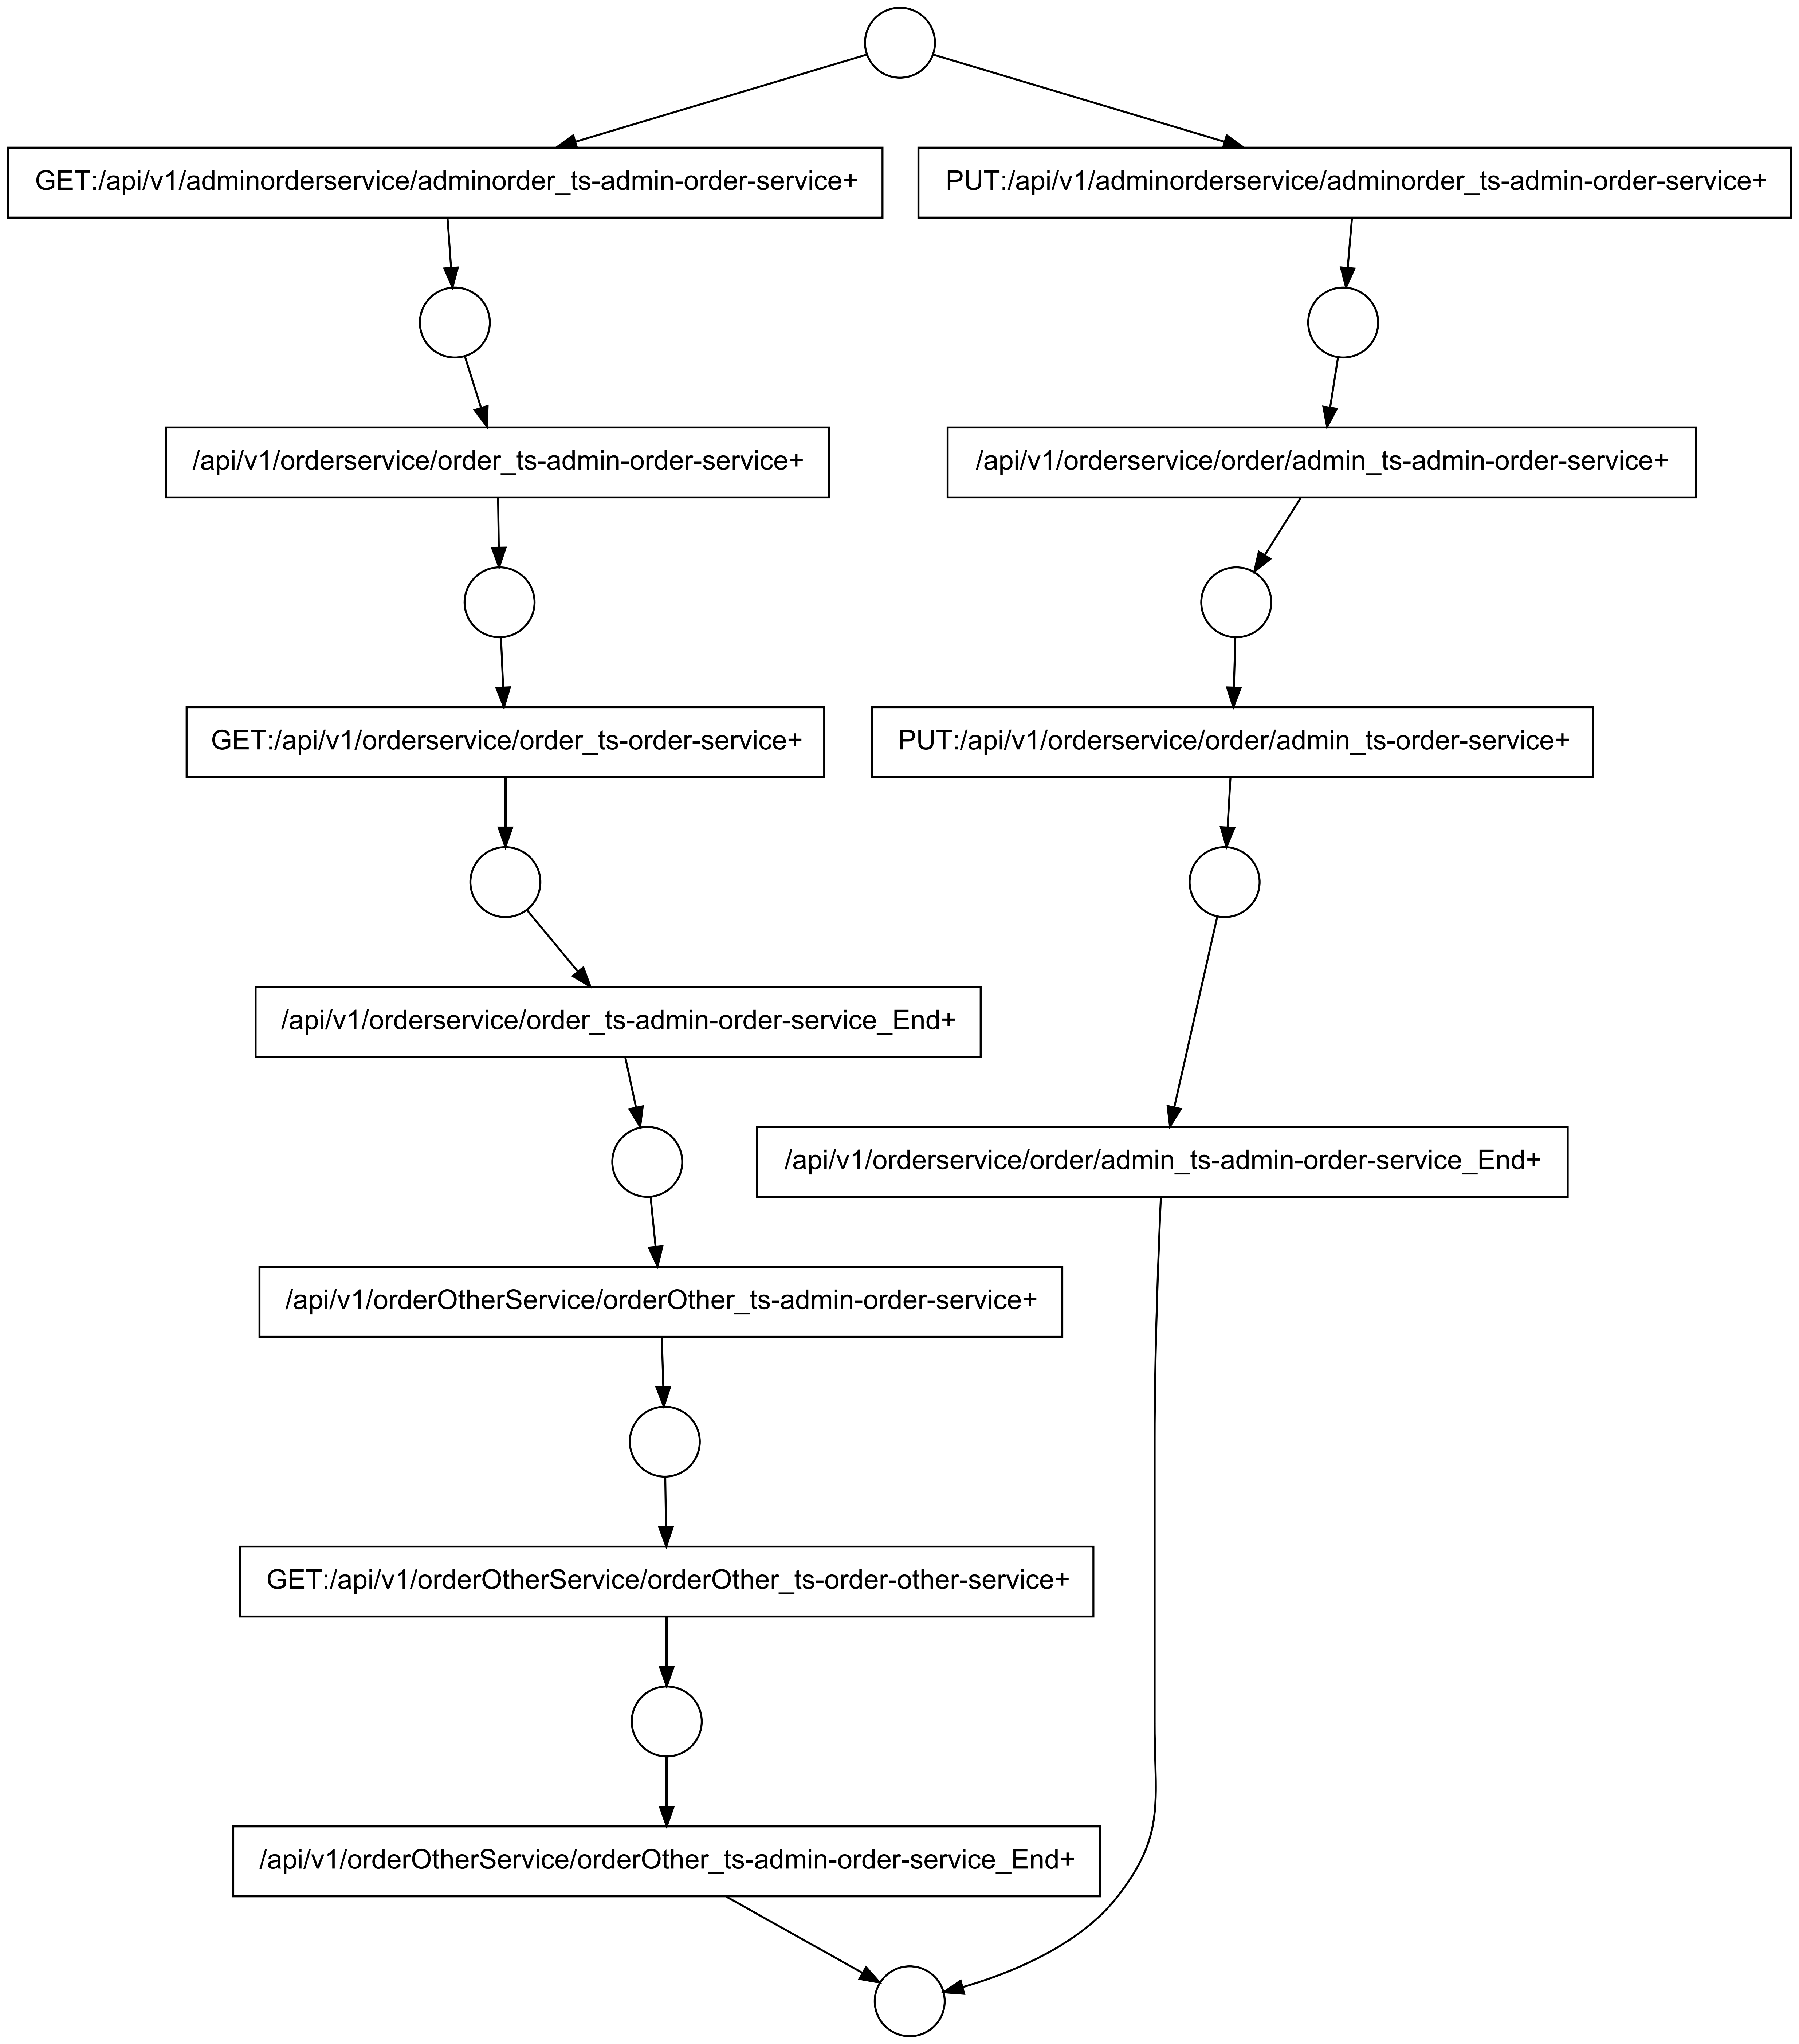 GET:/api/v1/adminorderservice/adminorder_ts-admin-order-service+
PUT:/api/v1/adminorderservice/adminorder_ts-admin-order-service+
/api/v1/orderservice/order_ts-admin-order-service+
/api/v1/orderservice/order/admin_ts-admin-order-service+
GET:/api/v1/orderservice/order_ts-order-service+
PUT:/api/v1/orderservice/order/admin_ts-order-service+
/api/v1/orderservice/order_ts-admin-order-service_End+
/api/v1/orderservice/order/admin_ts-admin-order-service_End+
/api/v1/orderOtherService/orderOther_ts-admin-order-service+
GET:/api/v1/orderOtherService/orderOther_ts-order-other-service+
/api/v1/orderOtherService/orderOther_ts-admin-order-service_End+